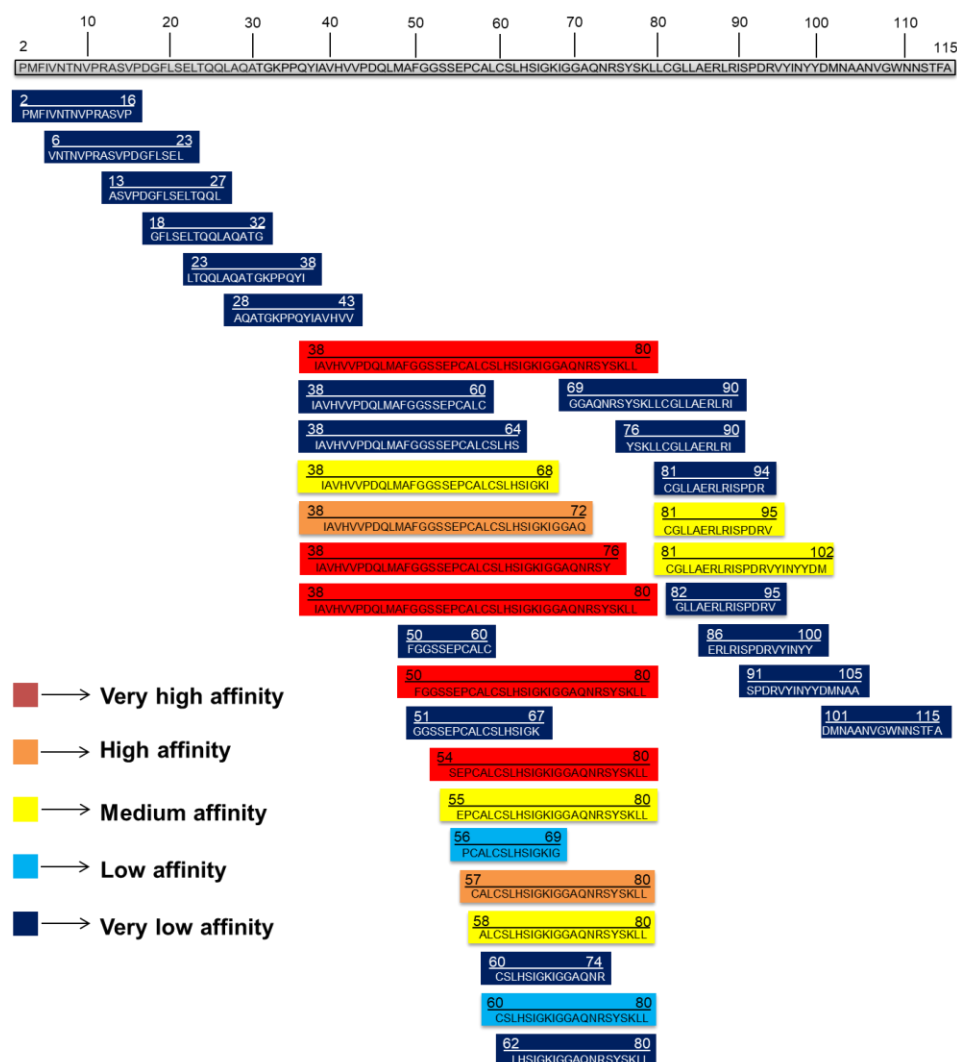 10 20 30 40 50 60 70 80 90 100 110
2 115
PMFIVNTNVPRASVPDGFLSELTQQLAQATGKPPQYIAVHVVPDQLMAFGGSSEPCALCSLHSIGKIGGAQNRSYSKLLCGLLAERLRISPDRVYINYYDMNAANVGWNNSTFA
2 16
PMFIVNTNVPRASVP
6 23
VNTNVPRASVPDGFLSEL
13 27
ASVPDGFLSELTQQL
18 32
GFLSELTQQLAQATG
23 38
LTQQLAQATGKPPQYI
28 43
AQATGKPPQYIAVHVV
38 80
IAVHVVPDQLMAFGGSSEPCALCSLHSIGKIGGAQNRSYSKLL
38 60 69 90
IAVHVVPDQLMAFGGSSEPCALC GGAQNRSYSKLLCGLLAERLRI
38 64 76 90
IAVHVVPDQLMAFGGSSEPCALCSLHS YSKLLCGLLAERLRI
38 68 81 94
IAVHVVPDQLMAFGGSSEPCALCSLHSIGKI CGLLAERLRISPDR
38 72 81 95
IAVHVVPDQLMAFGGSSEPCALCSLHSIGKIGGAQ CGLLAERLRISPDRV
38 76 81 102
IAVHVVPDQLMAFGGSSEPCALCSLHSIGKIGGAQNRSY CGLLAERLRISPDRVYINYYDM
38 80 82 95
IAVHVVPDQLMAFGGSSEPCALCSLHSIGKIGGAQNRSYSKLL GLLAERLRISPDRV
50 60 86 100
FGGSSEPCALC ERLRISPDRVYINYY
50 80 91 105
FGGSSEPCALCSLHSIGKIGGAQNRSYSKLL SPDRVYINYYDMNAA
Very high affinity
51 67 101 115
GGSSEPCALCSLHSIGK DMNAANVGWNNSTFA
54 80
SEPCALCSLHSIGKIGGAQNRSYSKLL
High affinity
55 80
EPCALCSLHSIGKIGGAQNRSYSKLL
Medium affinity
56 69
PCALCSLHSIGKIG
Low affinity
57 80
CALCSLHSIGKIGGAQNRSYSKLL
58 80
ALCSLHSIGKIGGAQNRSYSKLL
Very low affinity
60 74
CSLHSIGKIGGAQNR
60 80
CSLHSIGKIGGAQNRSYSKLL
62 80
LHSIGKIGGAQNRSYSKLL